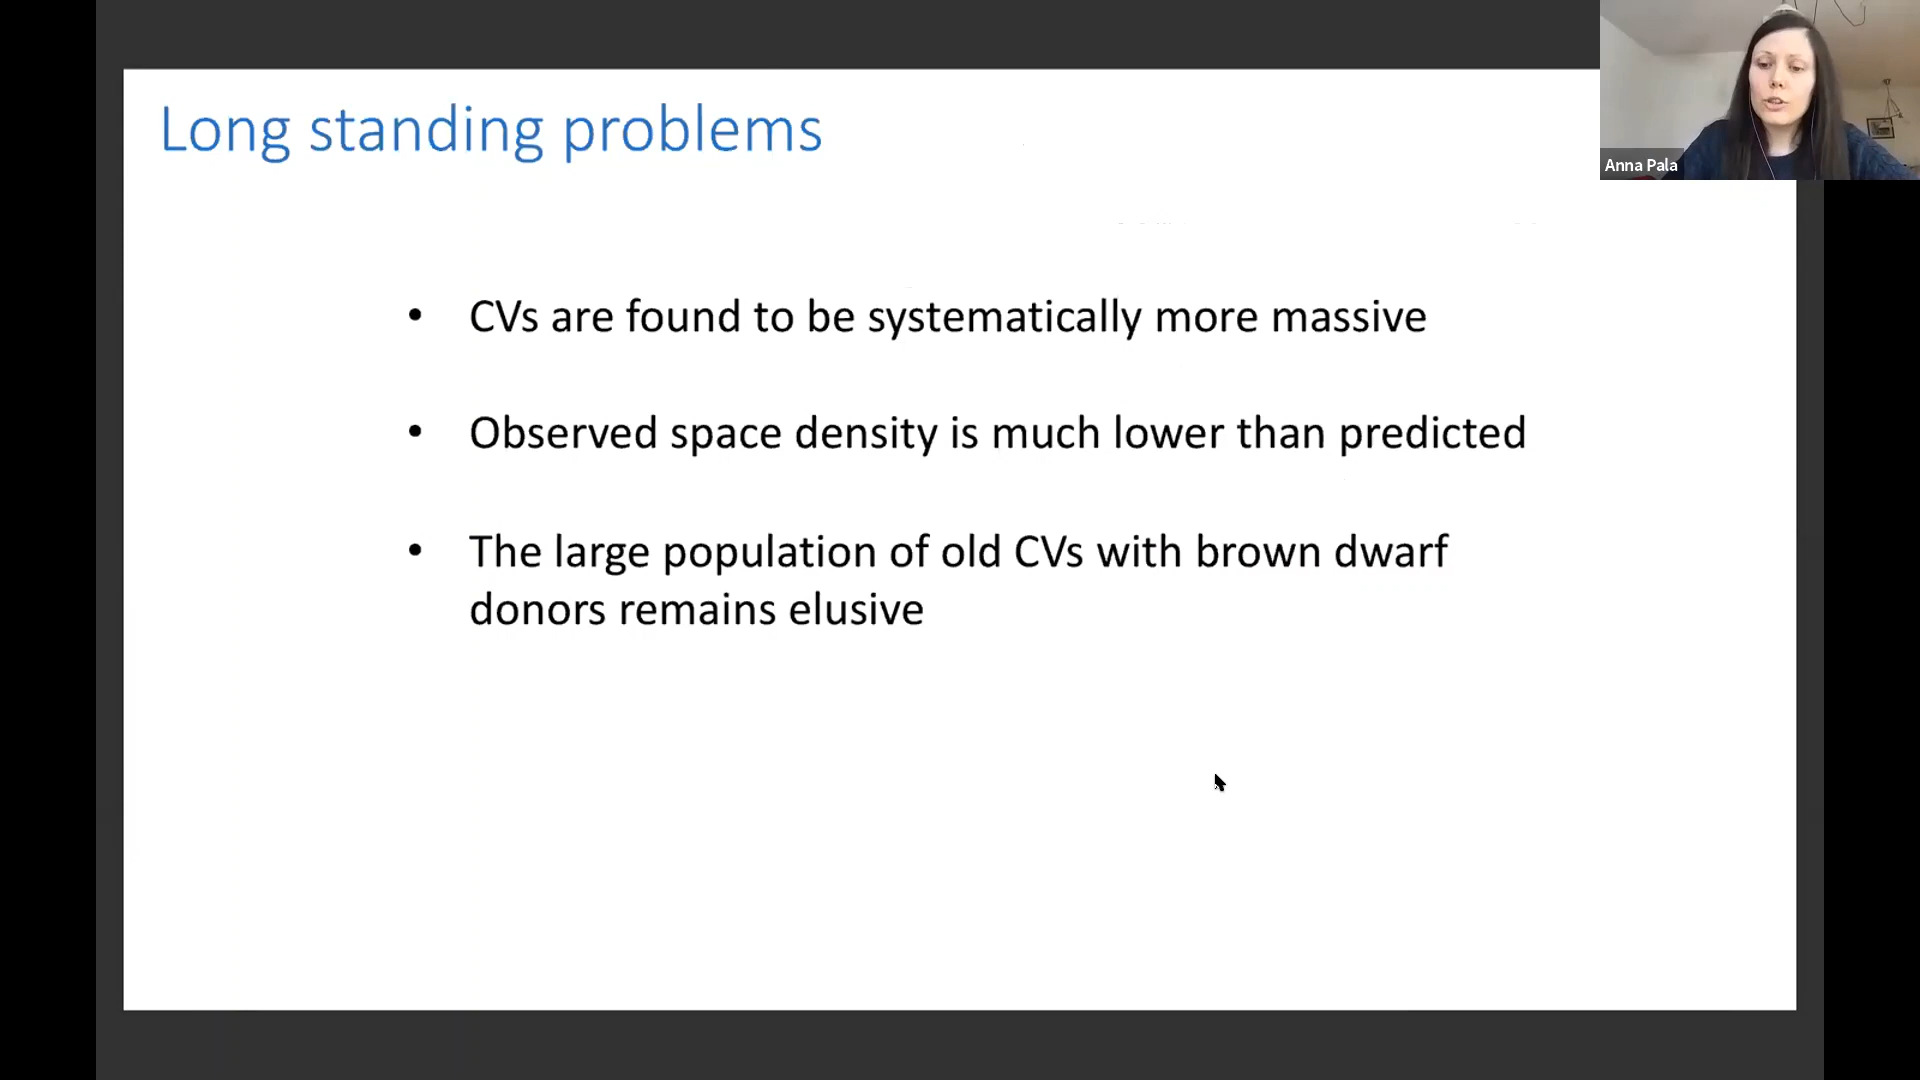 Long standing problems
Anna Pala
• CVs are found to be systematically more massive
• Observed space density is much lower than predicted
• The large population of old CVs with brown dwarf
donors remains elusive